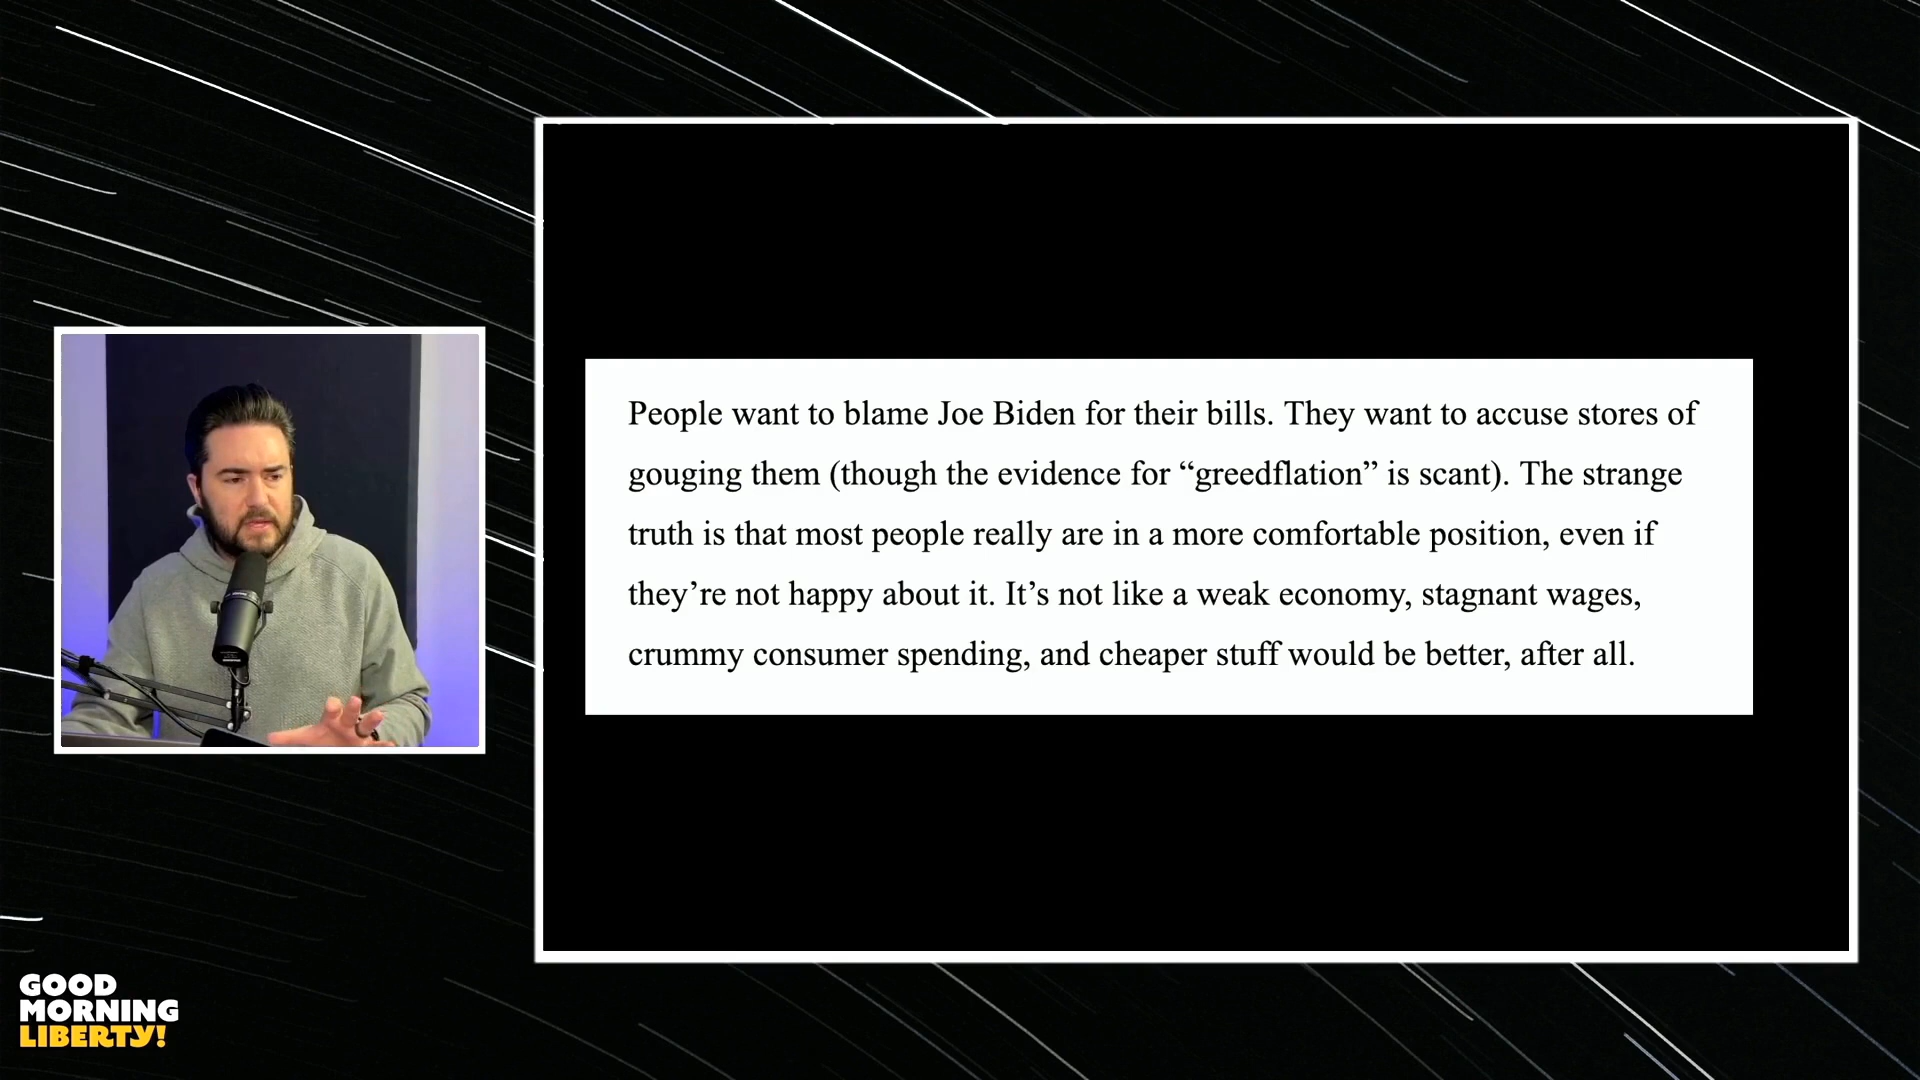 People want to blame Joe Biden for their bills. They want to accuse stores of
gouging them (though the evidence for “greedflation” is scant). The strange
truth is that most people really are in a more comfortable position, even if
they’re not happy about it. It’s not like a weak economy, stagnant wages,
crummy consumer spending, and cheaper stuff would be better, after all.
GOOD
MORNING
LIBERTY!